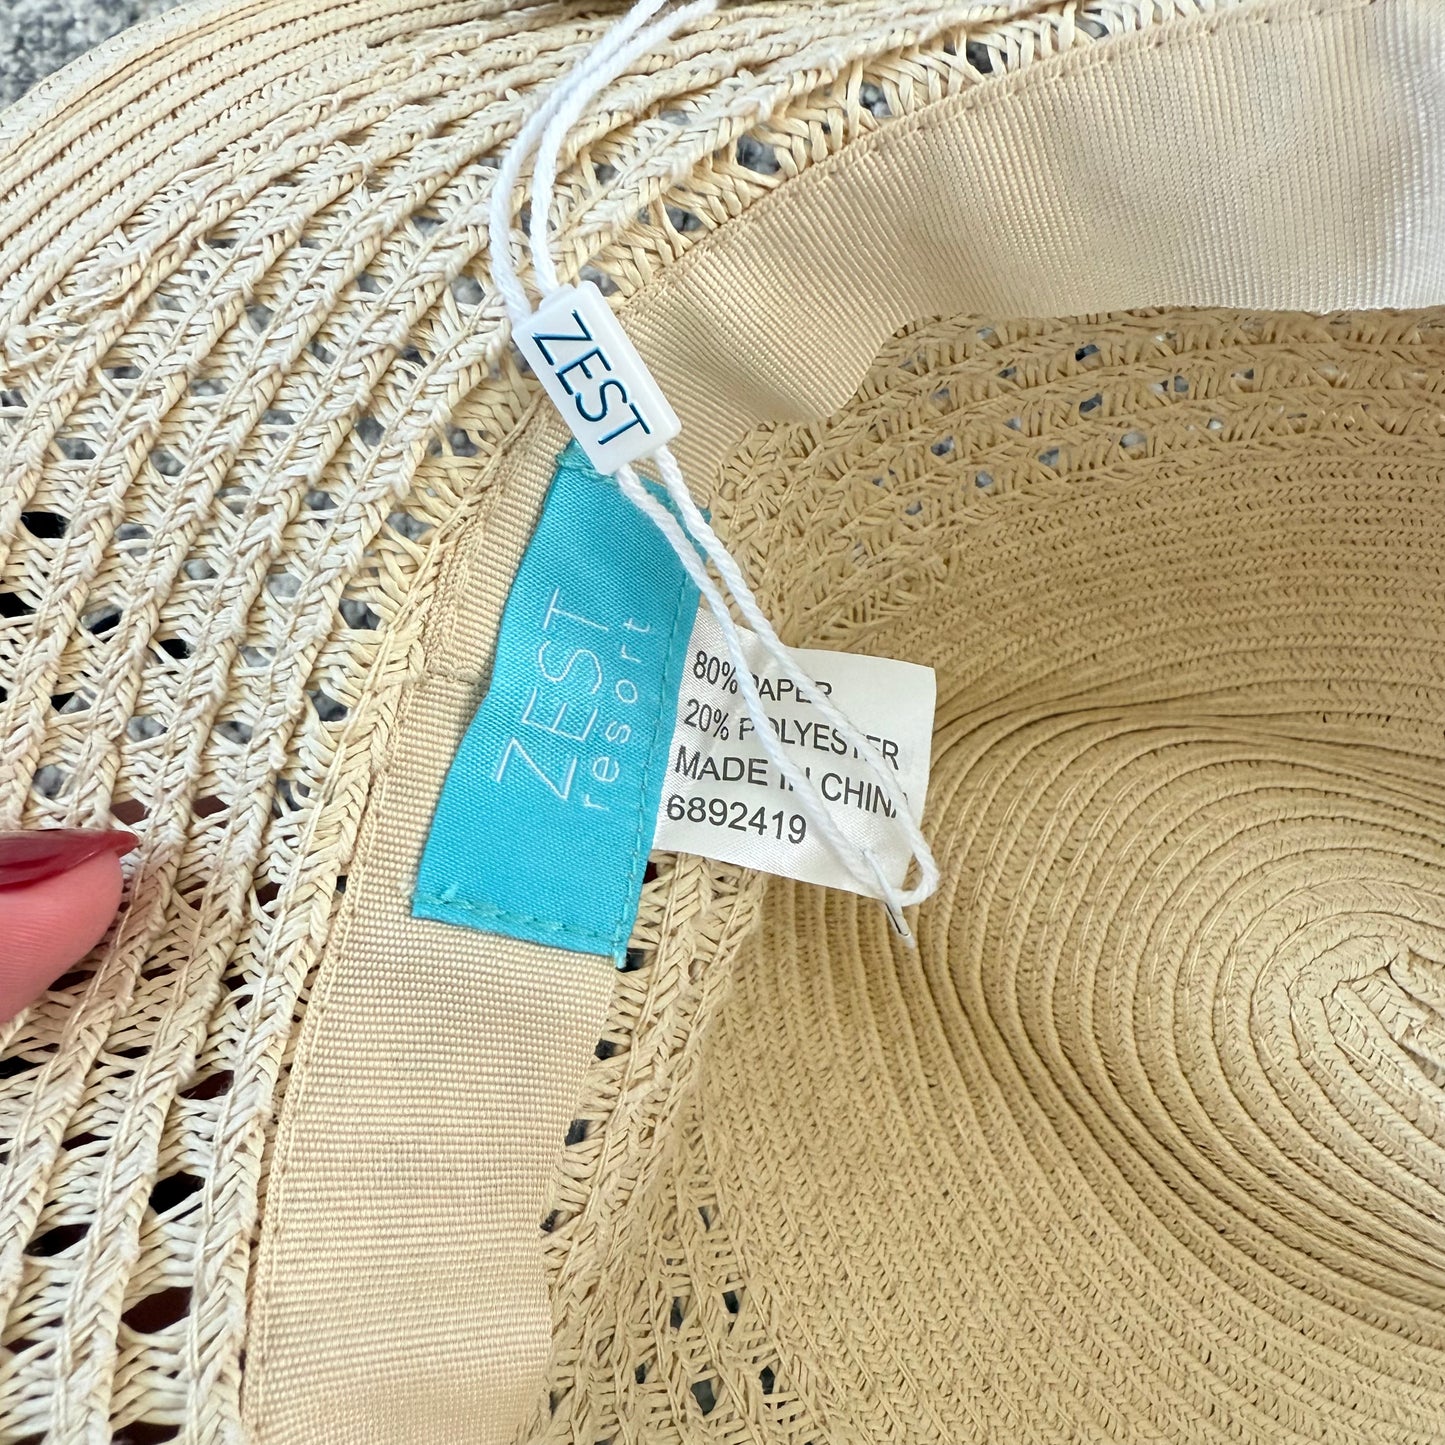 ZEST
ZEST
resort
80% PAPER
20% POLYESTER
MADE IN CHINA
6892419